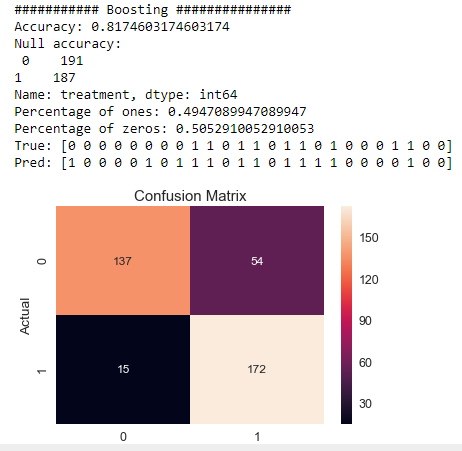 ########### Boosting ###############
Accuracy: 0.8174603174603174
Null accuracy:
0 191
1 187
Name: treatment, dtype: int64
Percentage of ones: 0.4947089947089947
Percentage of zeros: 0.5052910052910053
True: [0 0 0 0 0 0 0 0 1 1 0 1 1 0 1 1 0 1 0 0 0 1 1 0 0]
Pred: [1 0 0 0 0 1 0 1 1 1 0 1 1 0 1 1 1 1 0 0 0 0 1 0 0]
Confusion Matrix
0
137
54
150
120
90
60
30
Actual
1
15
172
0
1